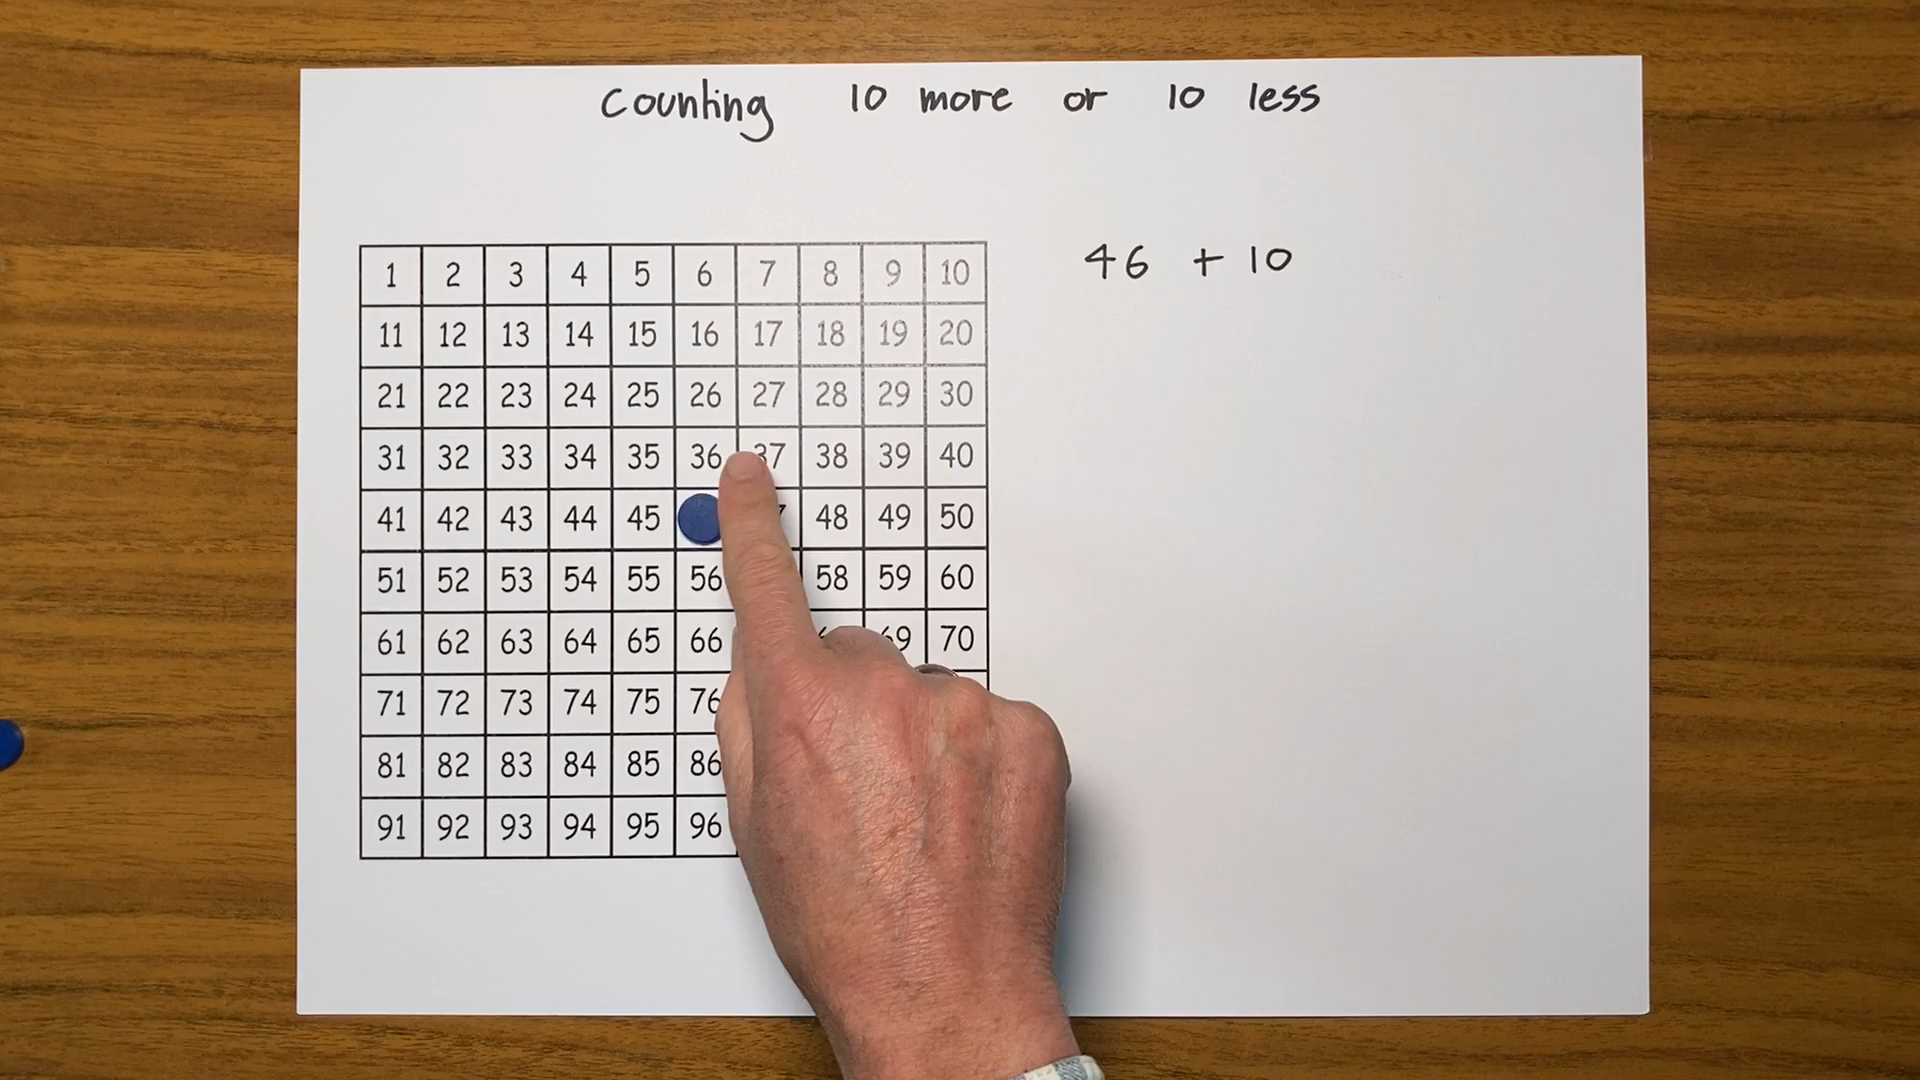 Counting 10 more or 10 less
46 + 10
1 2 3 4 5 6 7 8 9 10
11 12 13 14 15 16 17 18 19 20
21 22 23 24 25 26 27 28 29 30
31 32 33 34 35 36 37 38 39 40
41 42 43 44 45 48 49 50
51 52 53 54 55 56 58 59 60
61 62 63 64 65 66 69 70
71 72 73 74 75 76
81 82 83 84 85 86
91 92 93 94 95 96